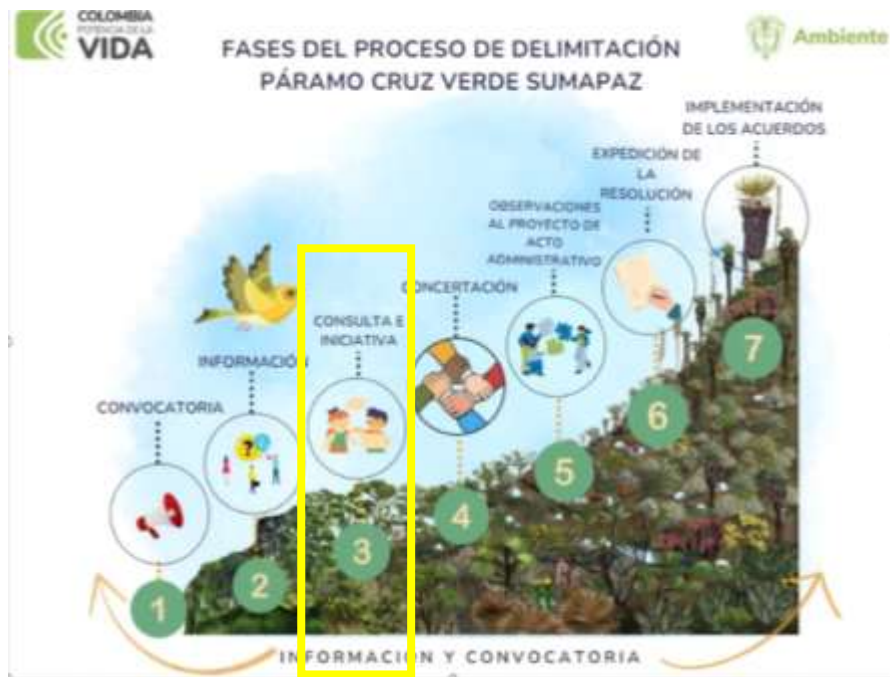 COLOMBIA
POTENCIA DE LA
VIDA
Ambiente
FASES DEL PROCESO DE DELIMITACIÓN
PÁRAMO CRUZ VERDE SUMAPAZ
CONVOCATORIA
1
INFORMACIÓN
2
CONSULTA E
INICIATIVA
3
CONCERTACIÓN
4
OBSERVACIONES
AL PROYECTO DE
ACTO
ADMINISTRATIVO
5
EXPEDICIÓN DE
LA
RESOLUCIÓN
6
IMPLEMENTACIÓN
DE LOS ACUERDOS
7
INFORMACION Y CONVOCATORIA